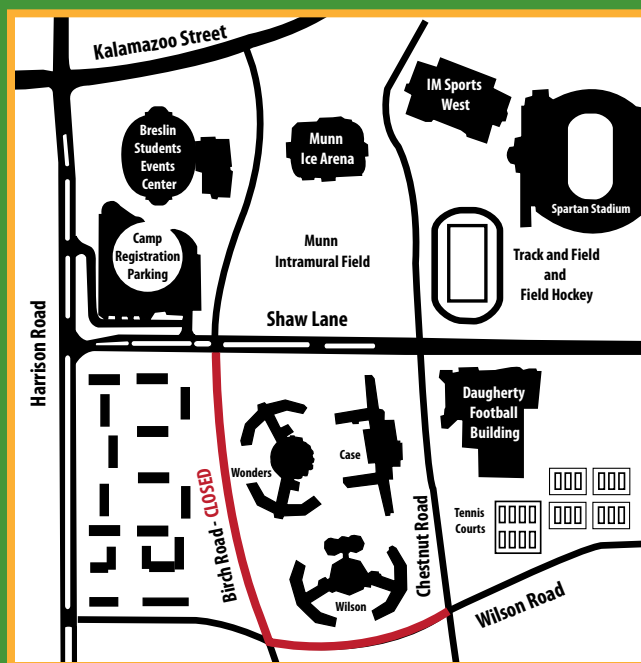 Kalamazoo Street
IM Sports
West
Breslin
Students
Events
Center
Munn
Ice Arena
Spartan Stadium
Camp
Registration
Parking
Munn
Intramural Field
Track and Field
and
Field Hockey
Harrison Road
Shaw Lane
Daugherty
Football
Building
Wonders
Case
Birch Road - CLOSED
Chestnut Road
Tennis
Courts
Wilson
Wilson Road